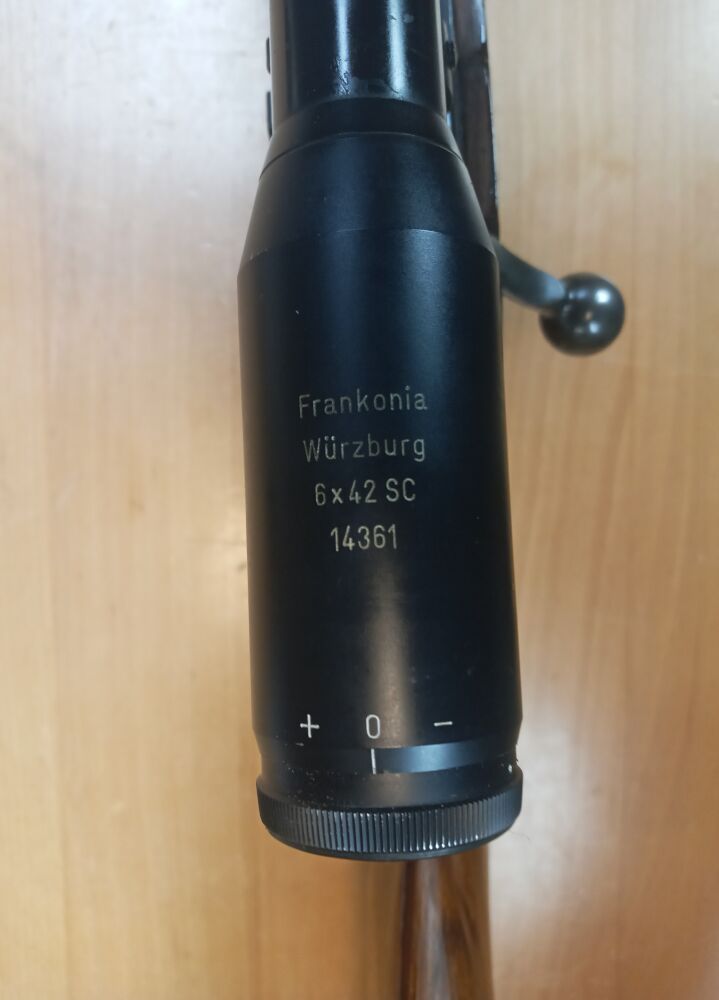 Frankonia
Würzburg
6x42 SC
14361
+ 0 -